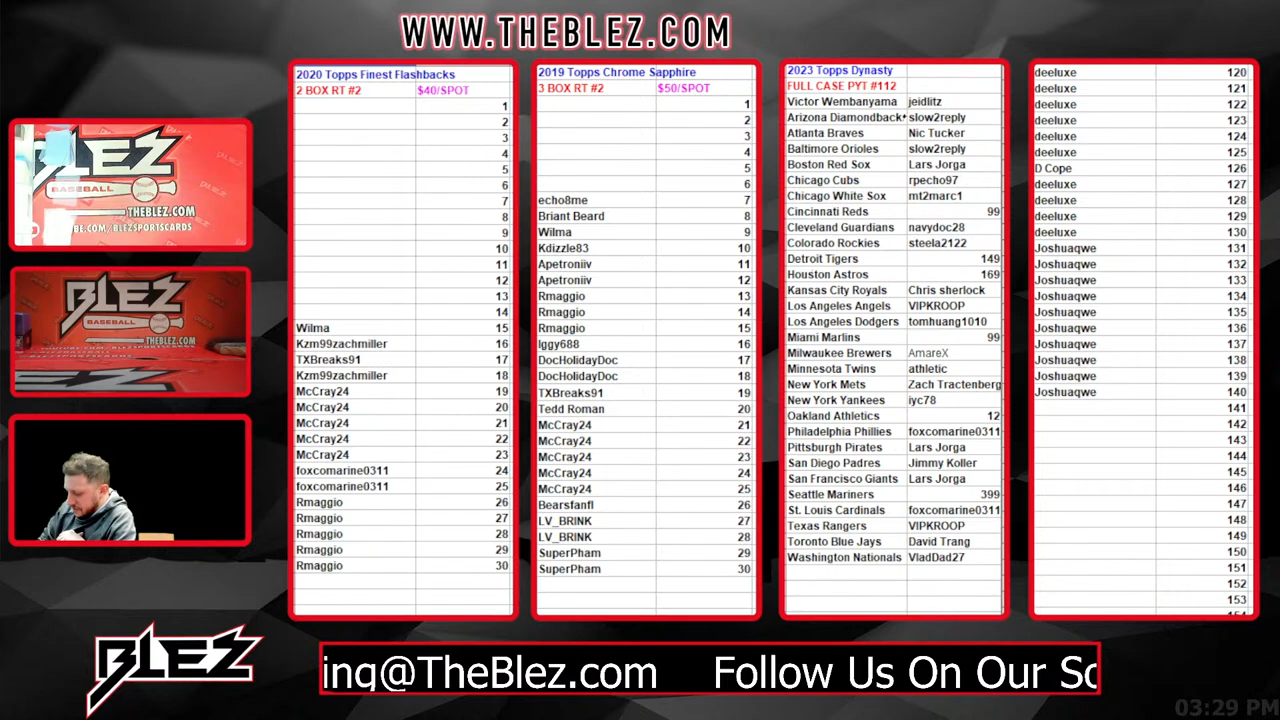 WWW.THEBLEZ.COM
BLEZ
BASEBALL
THEBLEZ.COM
BE.COM/BLEZSPORTSCARDS
BLEZ
BASEBALL
THEBLEZ.COM
2020 Topps Finest Flashbacks
2 BOX RT #2 $40/SPOT
1
2
3
4
5
6
7
8
9
10
11
12
13
14
Wilma 15
Kzm99zachmiller 16
TXBreaks91 17
Kzm99zachmiller 18
McCray24 19
McCray24 20
McCray24 21
McCray24 22
McCray24 23
foxcomarine0311 24
foxcomarine0311 25
Rmaggio 26
Rmaggio 27
Rmaggio 28
Rmaggio 29
Rmaggio 30
2019 Topps Chrome Sapphire
3 BOX RT #2 $50/SPOT
1
2
3
4
5
6
echo8me 7
Briant Beard 8
Wilma 9
Kdizzle83 10
Apetroniiv 11
Apetroniiv 12
Rmaggio 13
Rmaggio 14
Rmaggio 15
Iggy688 16
DocHolidayDoc 17
DocHolidayDoc 18
TXBreaks91 19
Tedd Roman 20
McCray24 21
McCray24 22
McCray24 23
McCray24 24
McCray24 25
Bearsfanfl 26
LV_BRINK 27
LV_BRINK 28
SuperPham 29
SuperPham 30
2023 Topps Dynasty
FULL CASE PYT #112
Victor Wembanyama jeidlitz
Arizona Diamondback slow2reply
Atlanta Braves Nic Tucker
Baltimore Orioles slow2reply
Boston Red Sox Lars Jorga
Chicago Cubs rpecho97
Chicago White Sox mt2marc1
Cincinnati Reds 99
Cleveland Guardians navydoc28
Colorado Rockies steela2122
Detroit Tigers 149
Houston Astros 169
Kansas City Royals Chris sherlock
Los Angeles Angels VIPKROOP
Los Angeles Dodgers tomhuang1010
Miami Marlins 99
Milwaukee Brewers AmareX
Minnesota Twins athletic
New York Mets Zach Tractenberg
New York Yankees iyc78
Oakland Athletics 12
Philadelphia Phillies foxcomarine0311
Pittsburgh Pirates Lars Jorga
San Diego Padres Jimmy Koller
San Francisco Giants Lars Jorga
Seattle Mariners 399
St. Louis Cardinals foxcomarine0311
Texas Rangers VIPKROOP
Toronto Blue Jays David Trang
Washington Nationals VladDad27
deeluxe 120
deeluxe 121
deeluxe 122
deeluxe 123
deeluxe 124
deeluxe 125
D Cope 126
deeluxe 127
deeluxe 128
deeluxe 129
deeluxe 130
Joshuaqwe 131
Joshuaqwe 132
Joshuaqwe 133
Joshuaqwe 134
Joshuaqwe 135
Joshuaqwe 136
Joshuaqwe 137
Joshuaqwe 138
Joshuaqwe 139
Joshuaqwe 140
141
142
143
144
145
146
147
148
149
150
151
152
153
BLEZ
ing@TheBlez.com Follow Us On Our So
03:29 PM